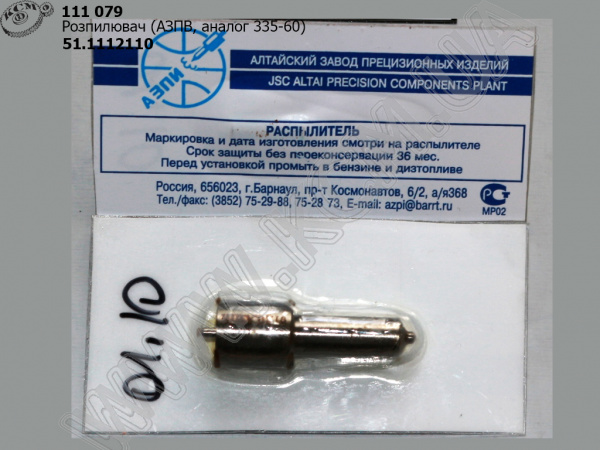 КСМО
111 079
Розпилювач (АЗПВ, аналог 335-60)
51.1112110
АЗПИ
АЛТАЙСКИЙ ЗАВОД ПРЕЦИЗИОННЫХ ИЗДЕЛИЙ
JSC ALTAI PRECISION COMPONENTS PLANT
РАСПЫЛИТЕЛЬ
Маркировка и дата изготовления смотри на распылителе
Срок защиты без переконсервации 36 мес.
Перед установкой промыть в бензине и дизтопливе
Россия, 656023, г.Барнаул, пр-т Космонавтов, 6/2, а/я368
Тел./факс: (3852) 75-29-88, 75-28 73, E-mail: azpi@barrt.ru
МР02
01.10